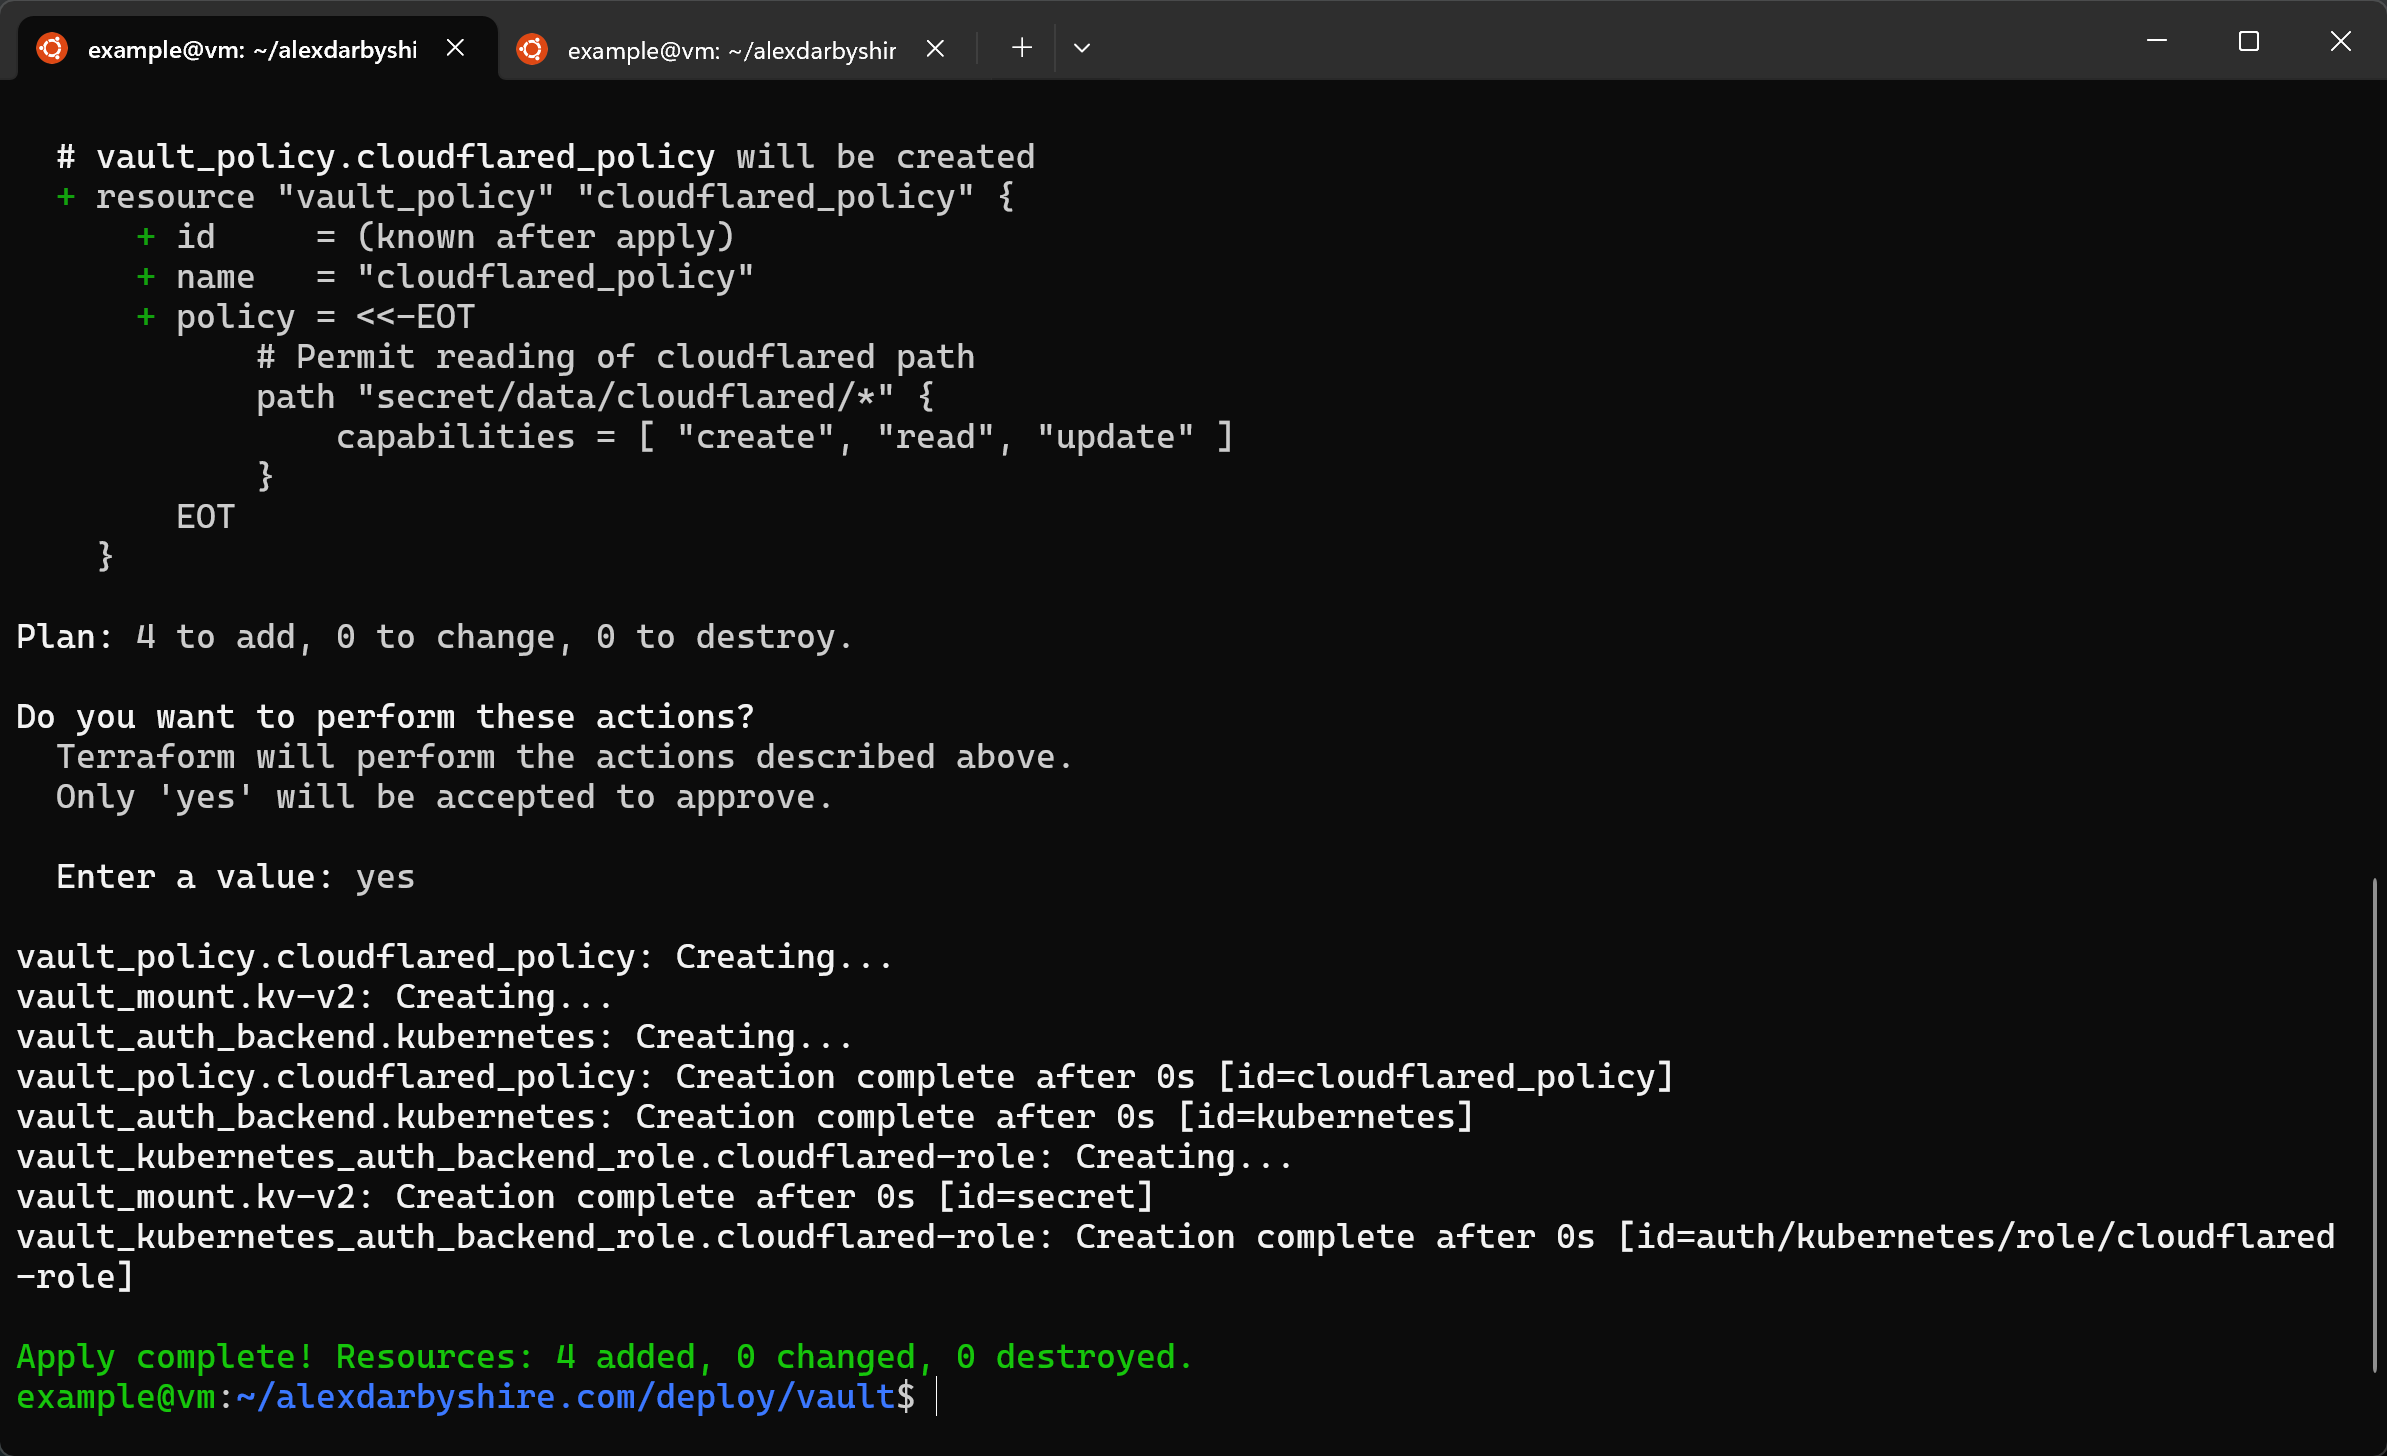 example@vm: ~/alexdarbyshi
example@vm: ~/alexdarbyshir
# vault_policy.cloudflared_policy will be created
+ resource "vault_policy" "cloudflared_policy" {
+ id     = (known after apply)
+ name   = "cloudflared_policy"
+ policy = <<-EOT
# Permit reading of cloudflared path
path "secret/data/cloudflared/*" {
capabilities = [ "create", "read", "update" ]
}
EOT
}
Plan: 4 to add, 0 to change, 0 to destroy.
Do you want to perform these actions?
Terraform will perform the actions described above.
Only 'yes' will be accepted to approve.
Enter a value: yes
vault_policy.cloudflared_policy: Creating...
vault_mount.kv-v2: Creating...
vault_auth_backend.kubernetes: Creating...
vault_policy.cloudflared_policy: Creation complete after 0s [id=cloudflared_policy]
vault_auth_backend.kubernetes: Creation complete after 0s [id=kubernetes]
vault_kubernetes_auth_backend_role.cloudflared-role: Creating...
vault_mount.kv-v2: Creation complete after 0s [id=secret]
vault_kubernetes_auth_backend_role.cloudflared-role: Creation complete after 0s [id=auth/kubernetes/role/cloudflared
-role]
Apply complete! Resources: 4 added, 0 changed, 0 destroyed.
example@vm:~/alexdarbyshire.com/deploy/vault$